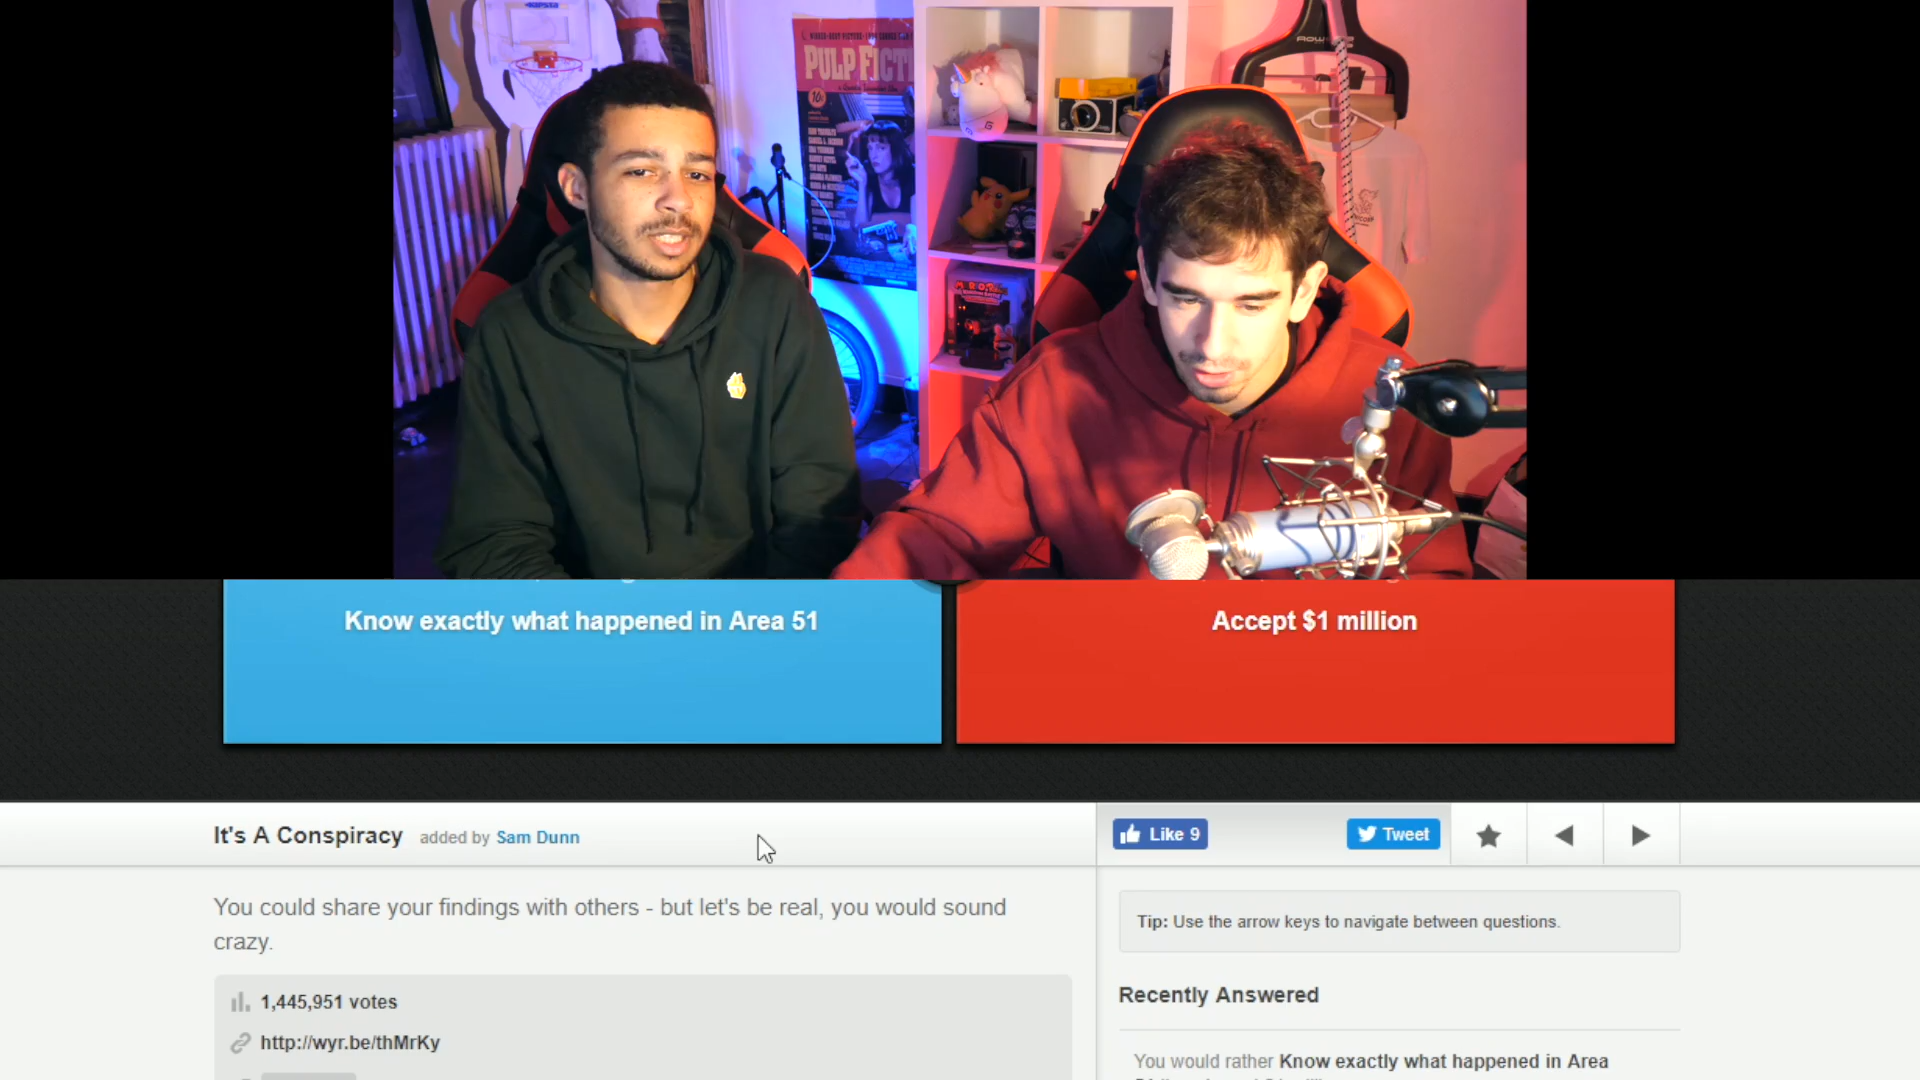 PULP FICTI
10¢
Know exactly what happened in Area 51
Accept $1 million
It's A Conspiracy added by Sam Dunn
Like 9
Tweet
You could share your findings with others - but let's be real, you would sound
crazy.
Tip: Use the arrow keys to navigate between questions.
1,445,951 votes
Recently Answered
http://wyr.be/thMrKy
You would rather Know exactly what happened in Area